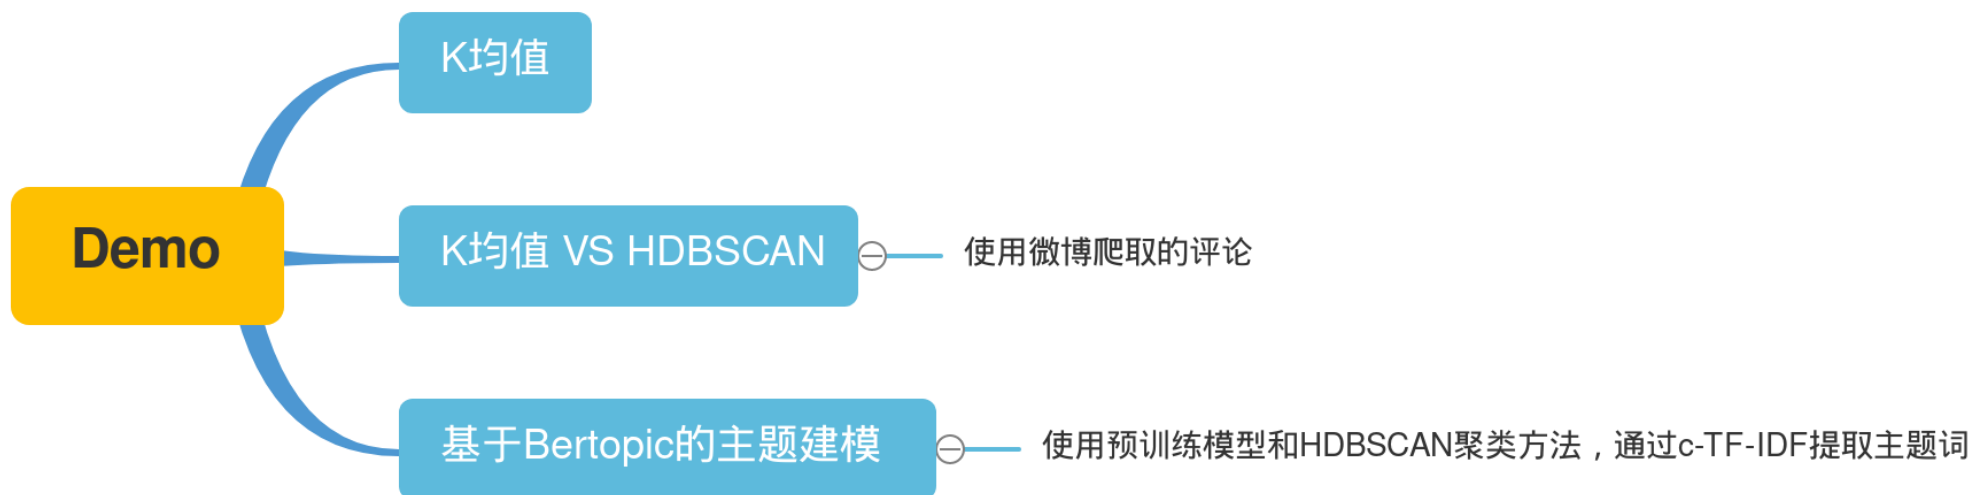 Demo
K均值
K均值 VS HDBSCAN
使用微博爬取的评论
基于Bertopic的主题建模
使用预训练模型和HDBSCAN聚类方法，通过c-TF-IDF提取主题词